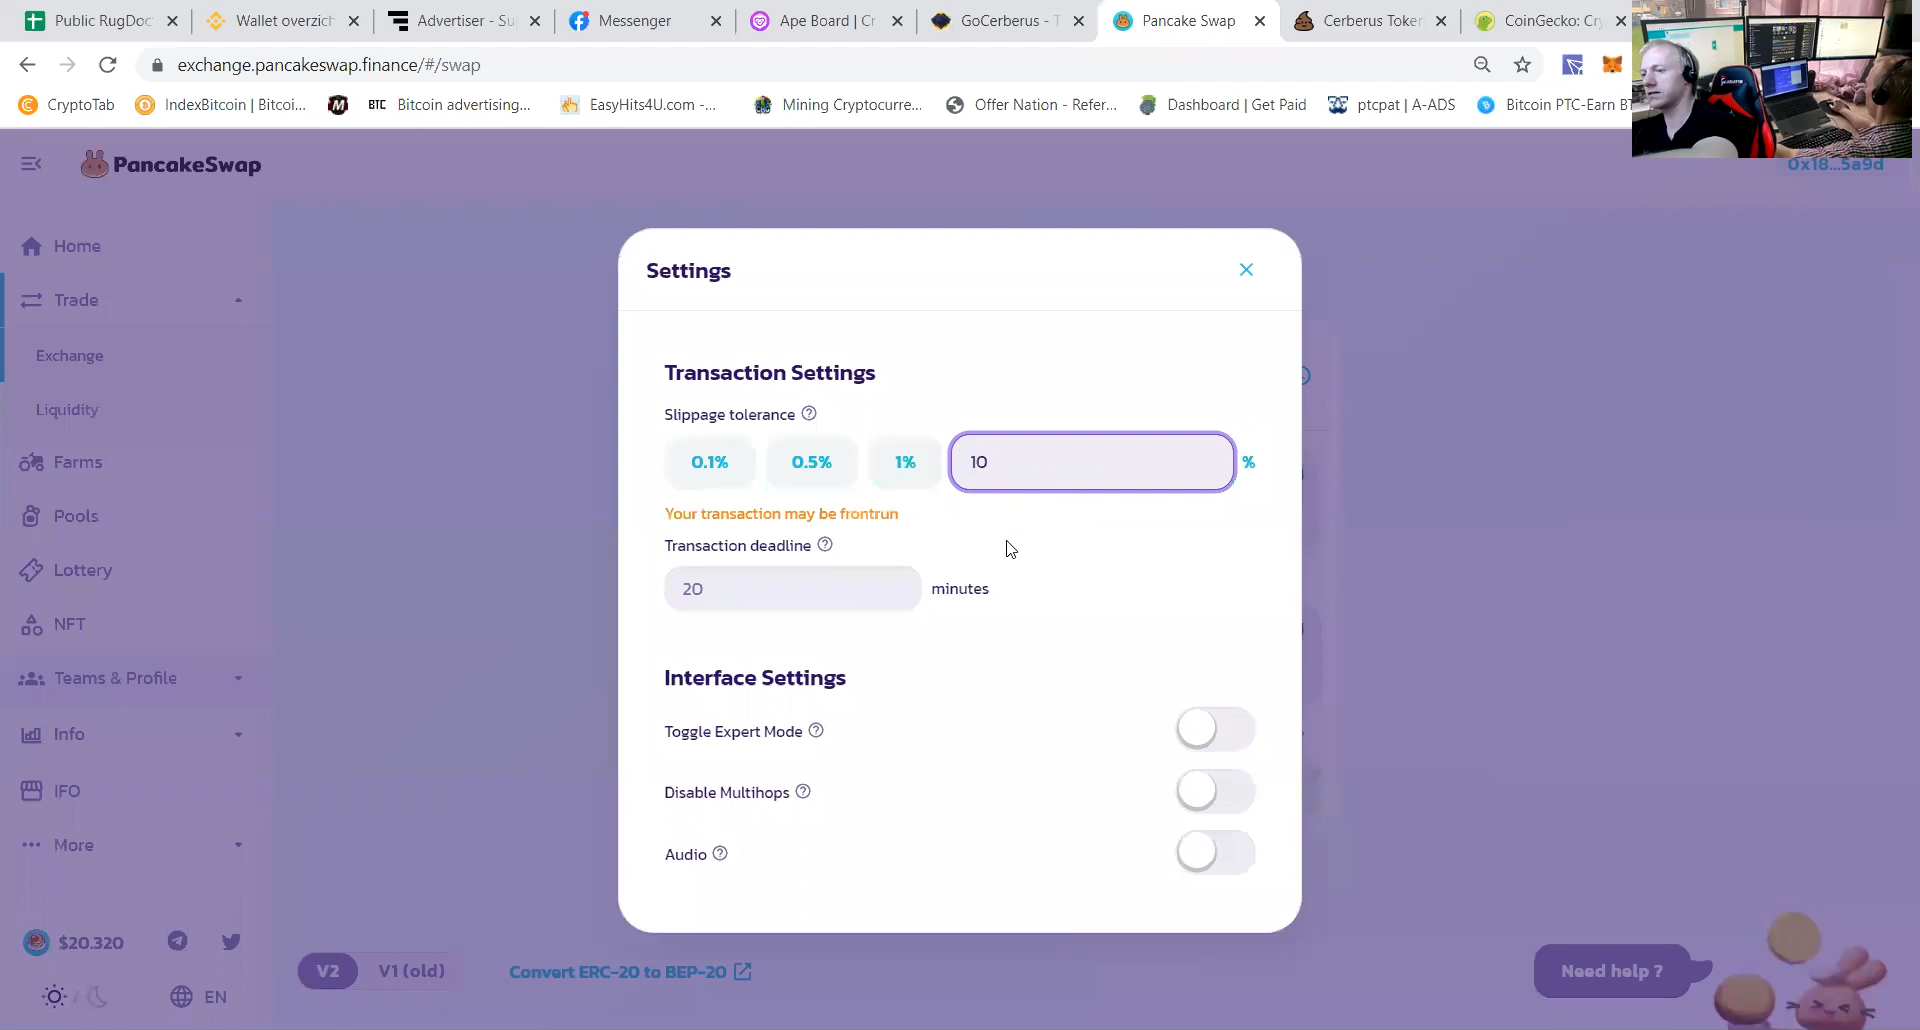 Public RugDoc
Wallet overzich
Advertiser - Su
Messenger
Ape Board | Cr
GoCerberus - T
Pancake Swap
Cerberus Token
CoinGecko: Cry
exchange.pancakeswap.finance/#/swap
CryptoTab
IndexBitcoin | Bitcoi...
BTC Bitcoin advertising...
EasyHits4U.com -...
Mining Cryptocurre...
Offer Nation - Refer...
Dashboard | Get Paid
ptcpat | A-ADS
Bitcoin PTC-Earn BT
PancakeSwap
0x18...5a9d
Home
Trade
Exchange
Liquidity
Farms
Pools
Lottery
NFT
Teams & Profile
Info
IFO
More
$20.320
EN
Settings
Transaction Settings
Slippage tolerance
0.1% 0.5% 1% 10 %
Your transaction may be frontrun
Transaction deadline
20 minutes
Interface Settings
Toggle Expert Mode
Disable Multihops
Audio
V2 V1 (old)
Convert ERC-20 to BEP-20
Need help ?